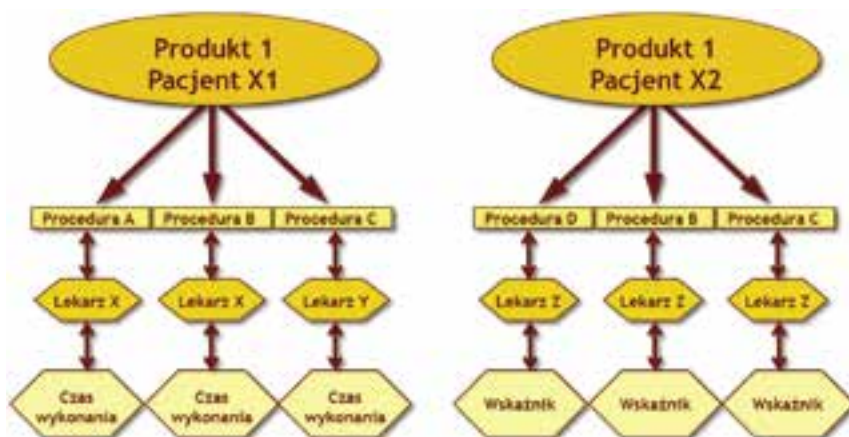 Produkt 1
Pacjent X1
Produkt 1
Pacjent X2
Procedura A
Procedura B
Procedura C
Procedura D
Procedura B
Procedura C
Lekarz X
Lekarz X
Lekarz Y
Lekarz Z
Lekarz Z
Lekarz Z
Czas
wykonania
Czas
wykonania
Czas
wykonania
Wskaźnik
Wskaźnik
Wskaźnik